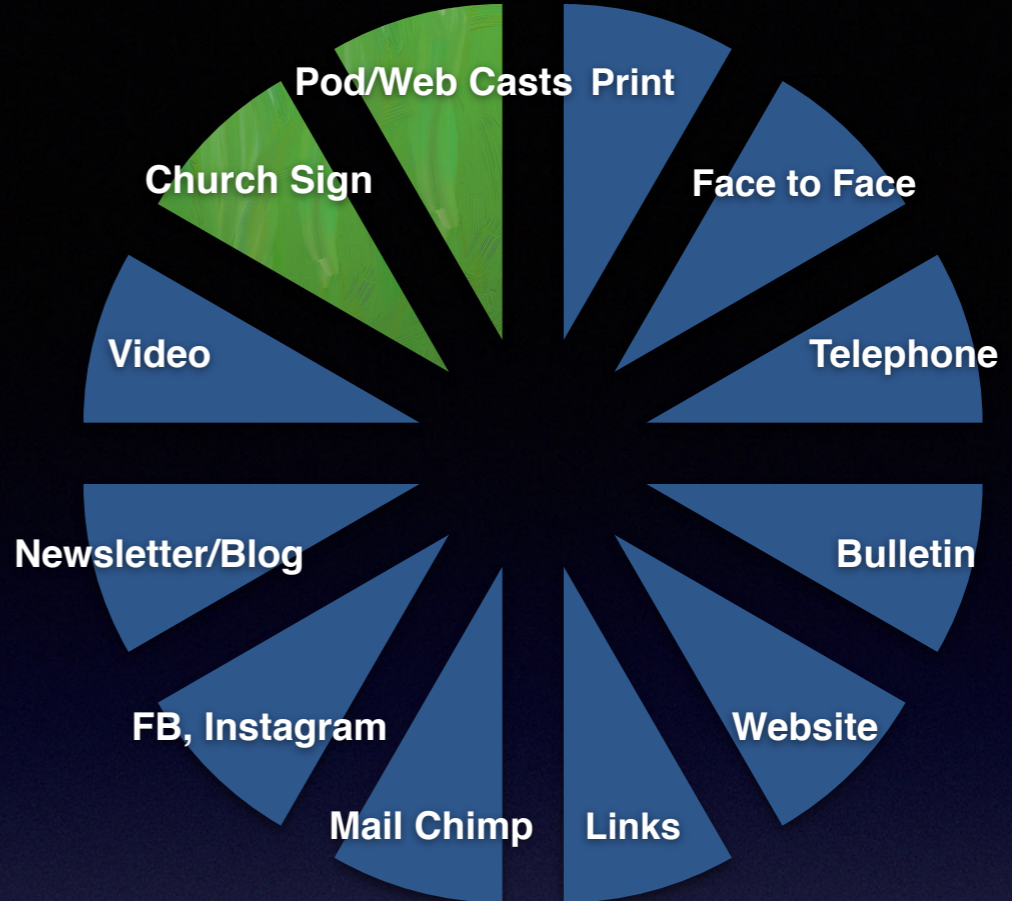 Pod/Web Casts
Print
Church Sign
Face to Face
Video
Telephone
Newsletter/Blog
Bulletin
FB, Instagram
Website
Mail Chimp
Links